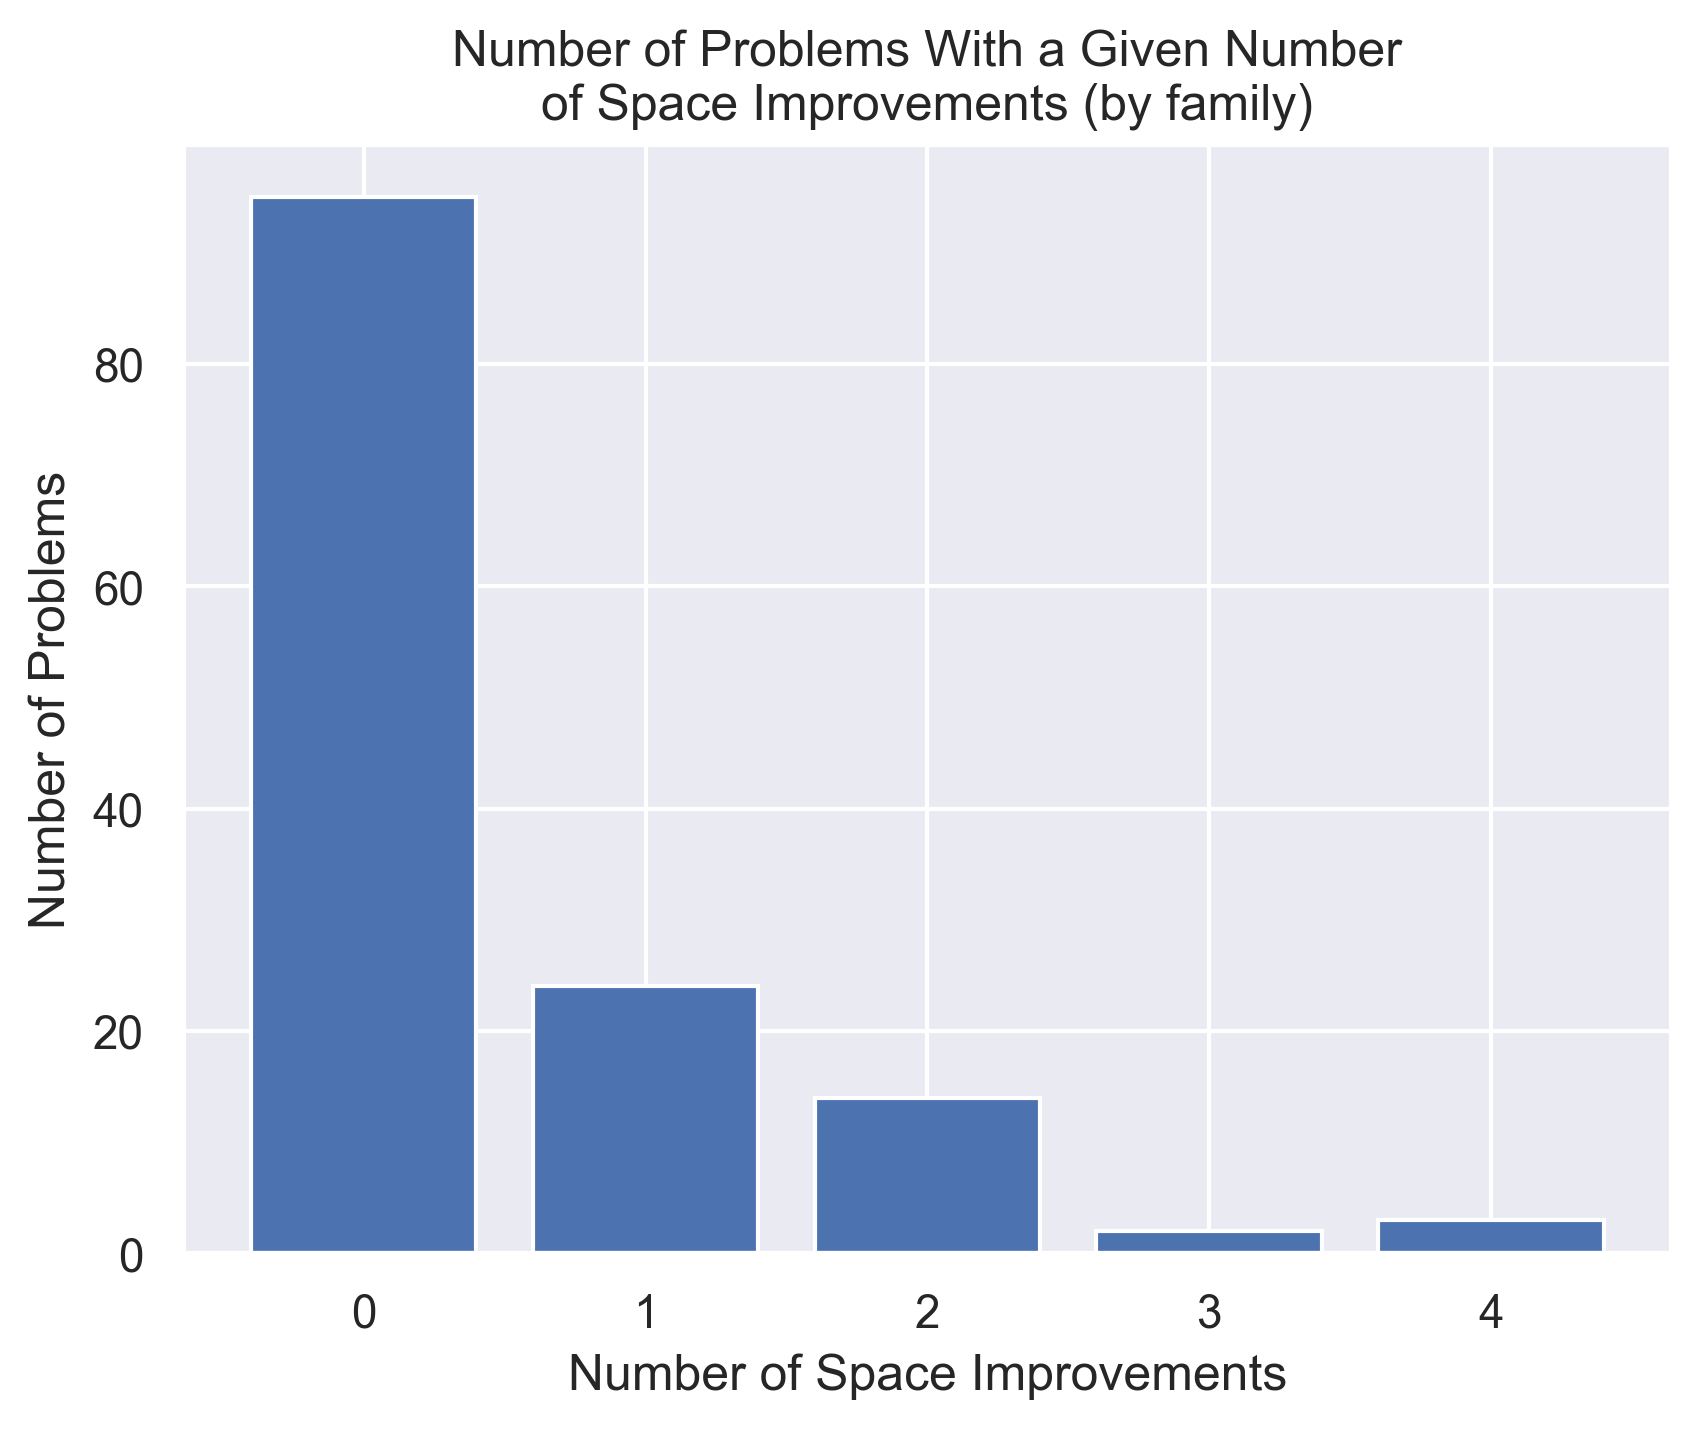 Number of Problems With a Given Number
of Space Improvements (by family)
Number of Problems
80
60
40
20
0
0 1 2 3 4
Number of Space Improvements